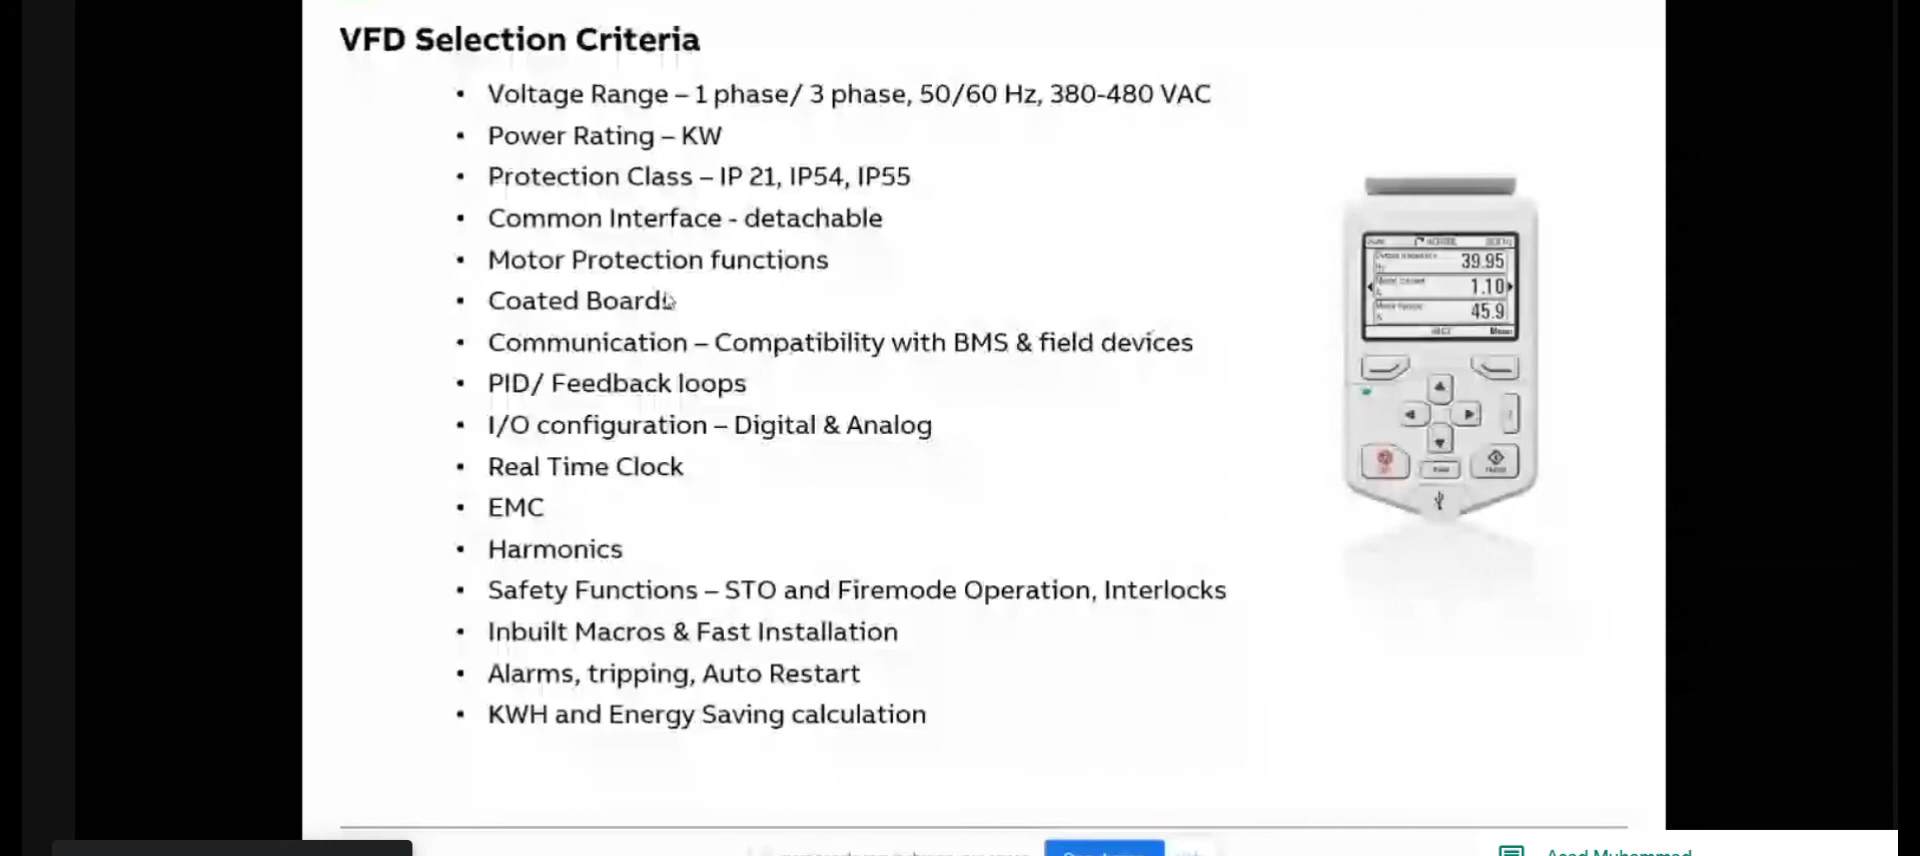 VFD Selection Criteria
• Voltage Range – 1 phase/ 3 phase, 50/60 Hz, 380-480 VAC
• Power Rating – KW
• Protection Class – IP 21, IP54, IP55
• Common Interface - detachable
• Motor Protection functions
• Coated Boards
• Communication – Compatibility with BMS & field devices
• PID/ Feedback loops
• I/O configuration – Digital & Analog
• Real Time Clock
• EMC
• Harmonics
• Safety Functions – STO and Firemode Operation, Interlocks
• Inbuilt Macros & Fast Installation
• Alarms, tripping, Auto Restart
• KWH and Energy Saving calculation
39.95
1.10
45.9
Menu
Asad Muhammad